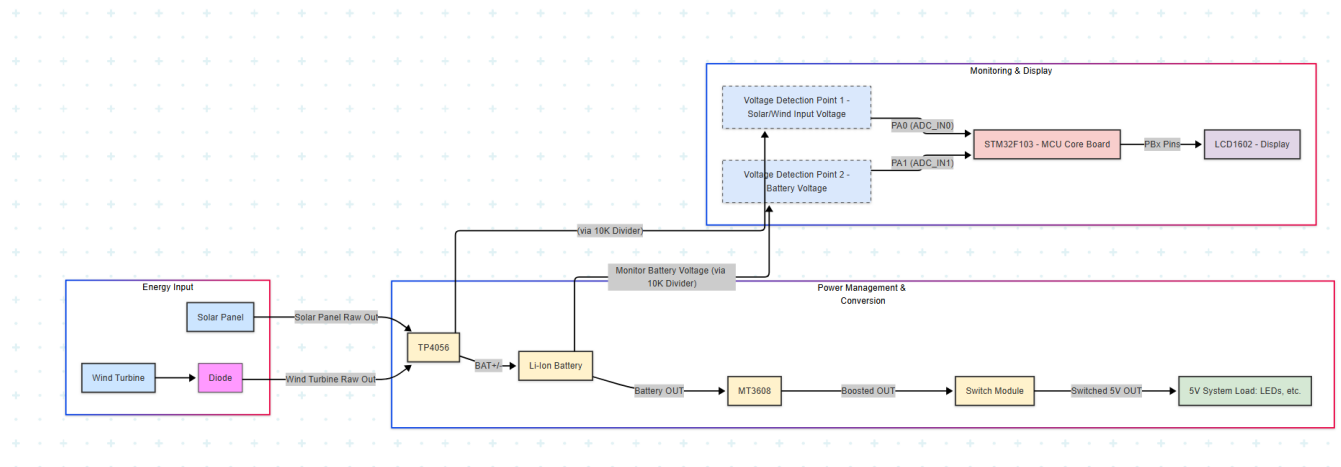 Monitoring & Display
Voltage Detection Point 1 -
Solar/Wind Input Voltage
PA0 (ADC_IN0)
STM32F103 - MCU Core Board
PBx Pins
LCD1602 - Display
PA1 (ADC_IN1)
Voltage Detection Point 2 -
Battery Voltage
(via 10K Divider)
Monitor Battery Voltage (via
10K Divider)
Energy Input
Power Management &
Conversion
Solar Panel
Solar Panel Raw Out
TP4056
Wind Turbine
Diode
Wind Turbine Raw Out
BAT+/-
Li-Ion Battery
Battery OUT
MT3608
Boosted OUT
Switch Module
Switched 5V OUT
5V System Load: LEDs, etc.